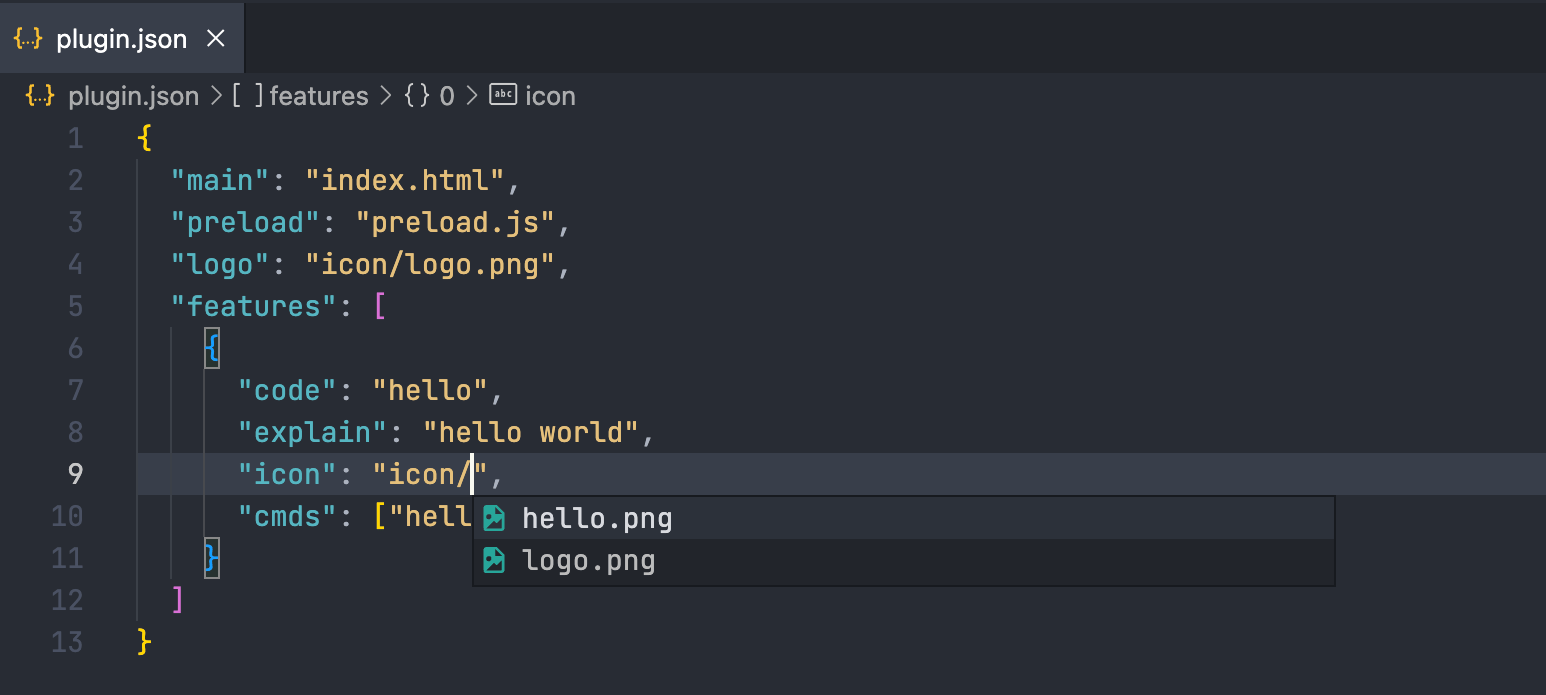 {..} plugin.json ×
{..} plugin.json > [ ] features > {} 0 > abc icon
1 {
2 "main": "index.html",
3 "preload": "preload.js",
4 "logo": "icon/logo.png",
5 "features": [
6 {
7 "code": "hello",
8 "explain": "hello world",
9 "icon": "icon/",
10 "cmds": ["hell
hello.png
11 }
logo.png
12 ]
13 }